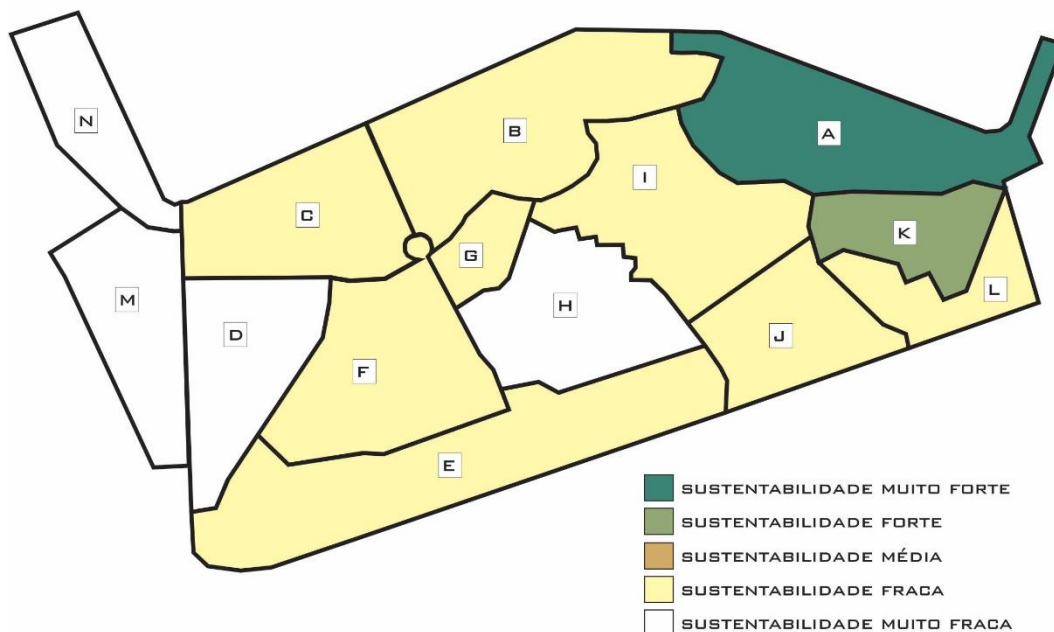 N
B
A
I
C
K
G
L
M
H
D
J
F
E
SUSTENTABILIDADE MUITO FORTE
SUSTENTABILIDADE FORTE
SUSTENTABILIDADE MÉDIA
SUSTENTABILIDADE FRACA
SUSTENTABILIDADE MUITO FRACA